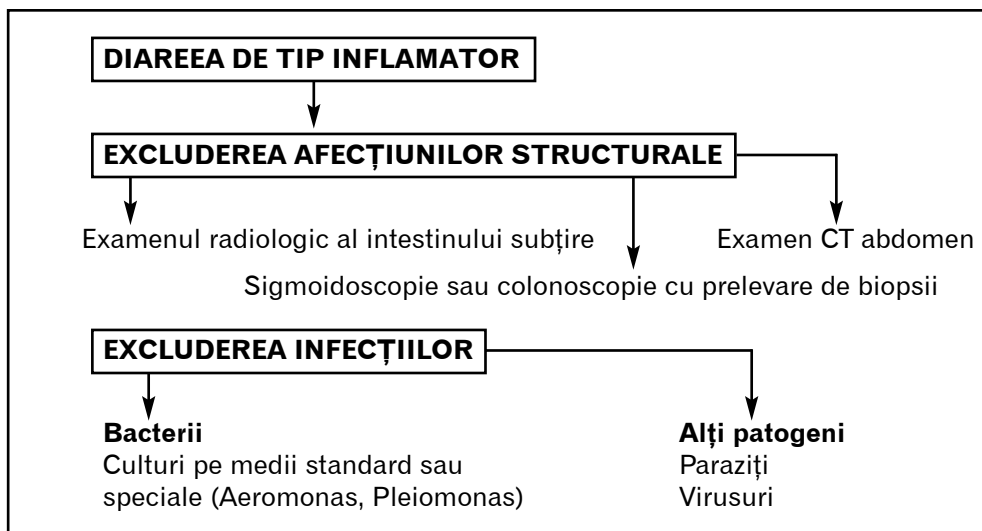 DIAREEA DE TIP INFLAMATOR
EXCLUDEREA AFECȚIUNILOR STRUCTURALE
Examenul radiologic al intestinului subțire
Examen CT abdomen
Sigmoidoscopie sau colonoscopie cu prelevare de biopsii
EXCLUDEREA INFECȚIILOR
Bacterii
Culturi pe medii standard sau
speciale (Aeromonas, Pleiomonas)
Alți patogeni
Paraziți
Virusuri